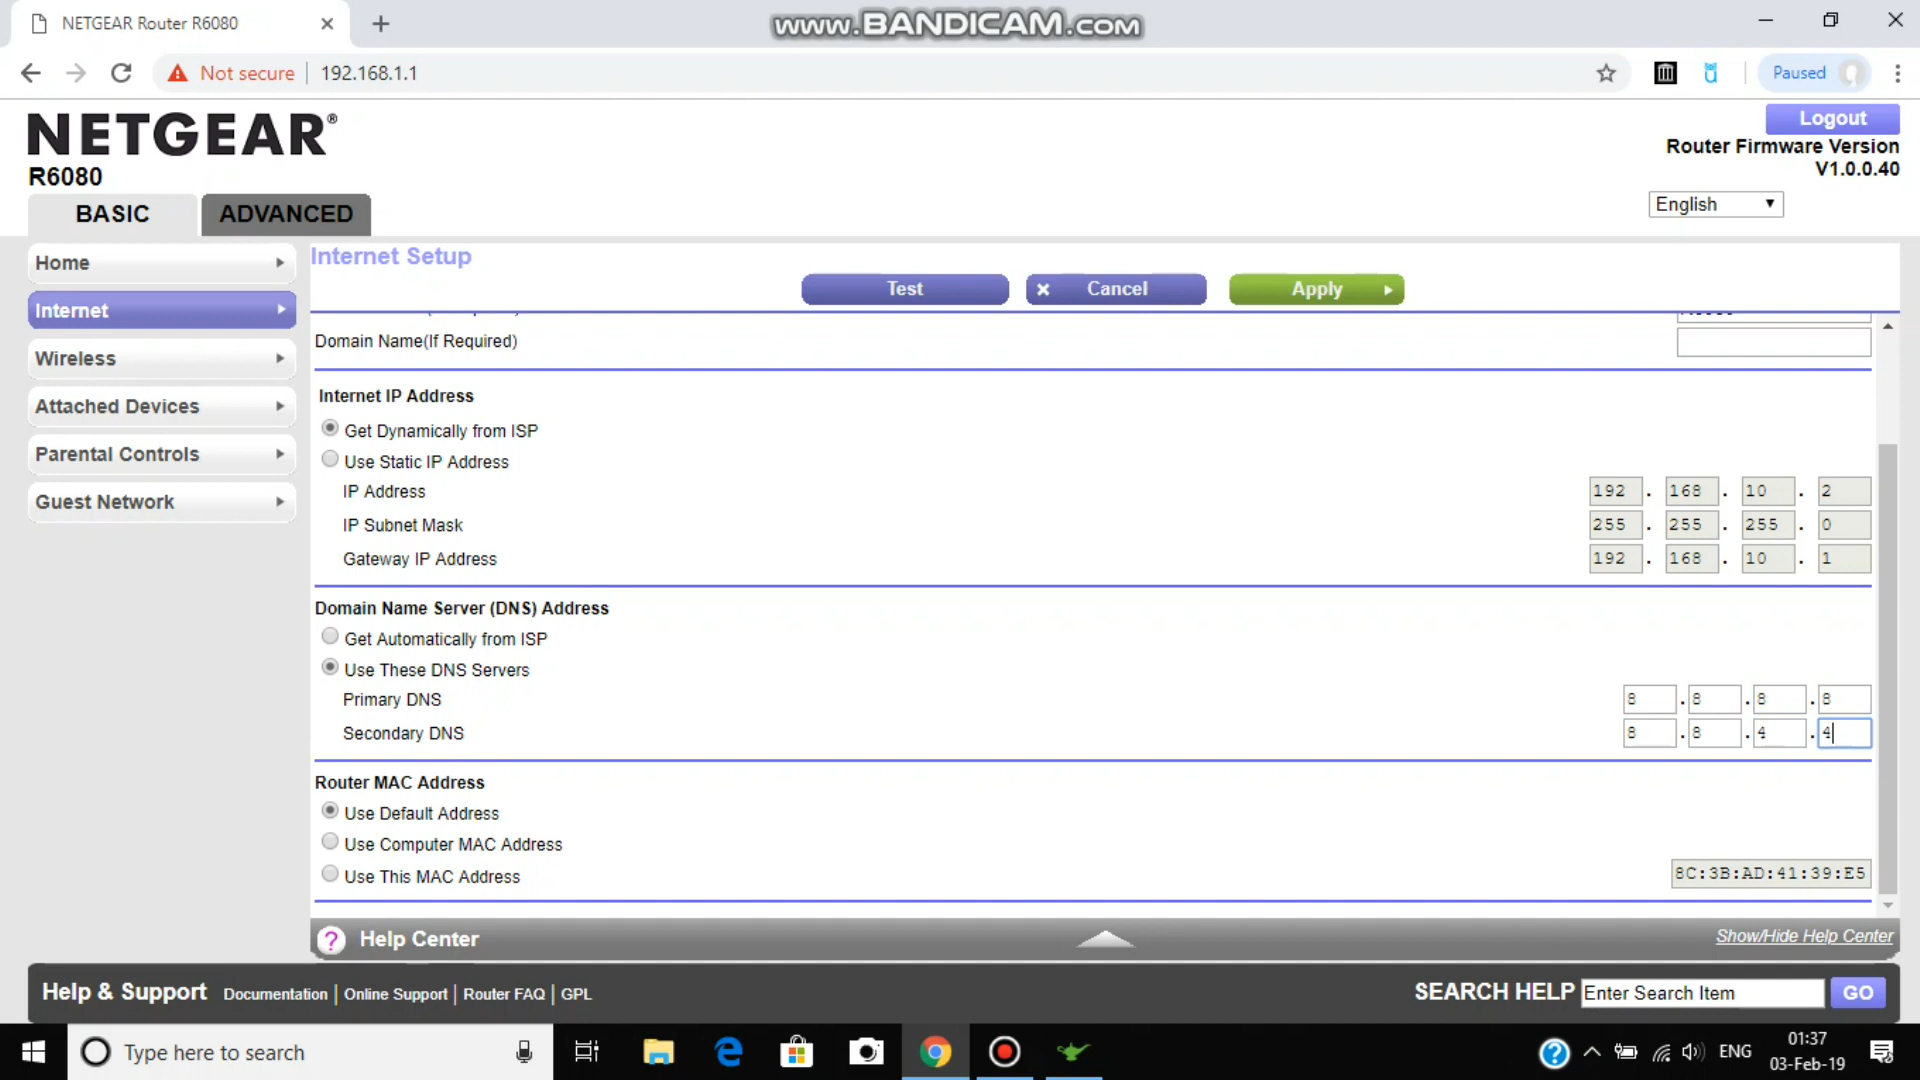 NETGEAR Router R6080
www.BANDICAM.com
Not secure
192.168.1.1
Paused
NETGEAR®
R6080
Logout
Router Firmware Version
V1.0.0.40
English
BASIC
ADVANCED
Home
Internet
Wireless
Attached Devices
Parental Controls
Guest Network
Internet Setup
Test
Cancel
Apply
Domain Name(If Required)
Internet IP Address
Get Dynamically from ISP
Use Static IP Address
IP Address 192 . 168 . 10 . 2
IP Subnet Mask 255 . 255 . 255 . 0
Gateway IP Address 192 . 168 . 10 . 1
Domain Name Server (DNS) Address
Get Automatically from ISP
Use These DNS Servers
Primary DNS 8 . 8 . 8 . 8
Secondary DNS 8 . 8 . 4 . 4
Router MAC Address
Use Default Address
Use Computer MAC Address
Use This MAC Address 8C:3B:AD:41:39:E5
? Help Center
Show/Hide Help Center
Help & Support Documentation | Online Support | Router FAQ | GPL
SEARCH HELP Enter Search Item GO
Type here to search
ENG
01:37
03-Feb-19